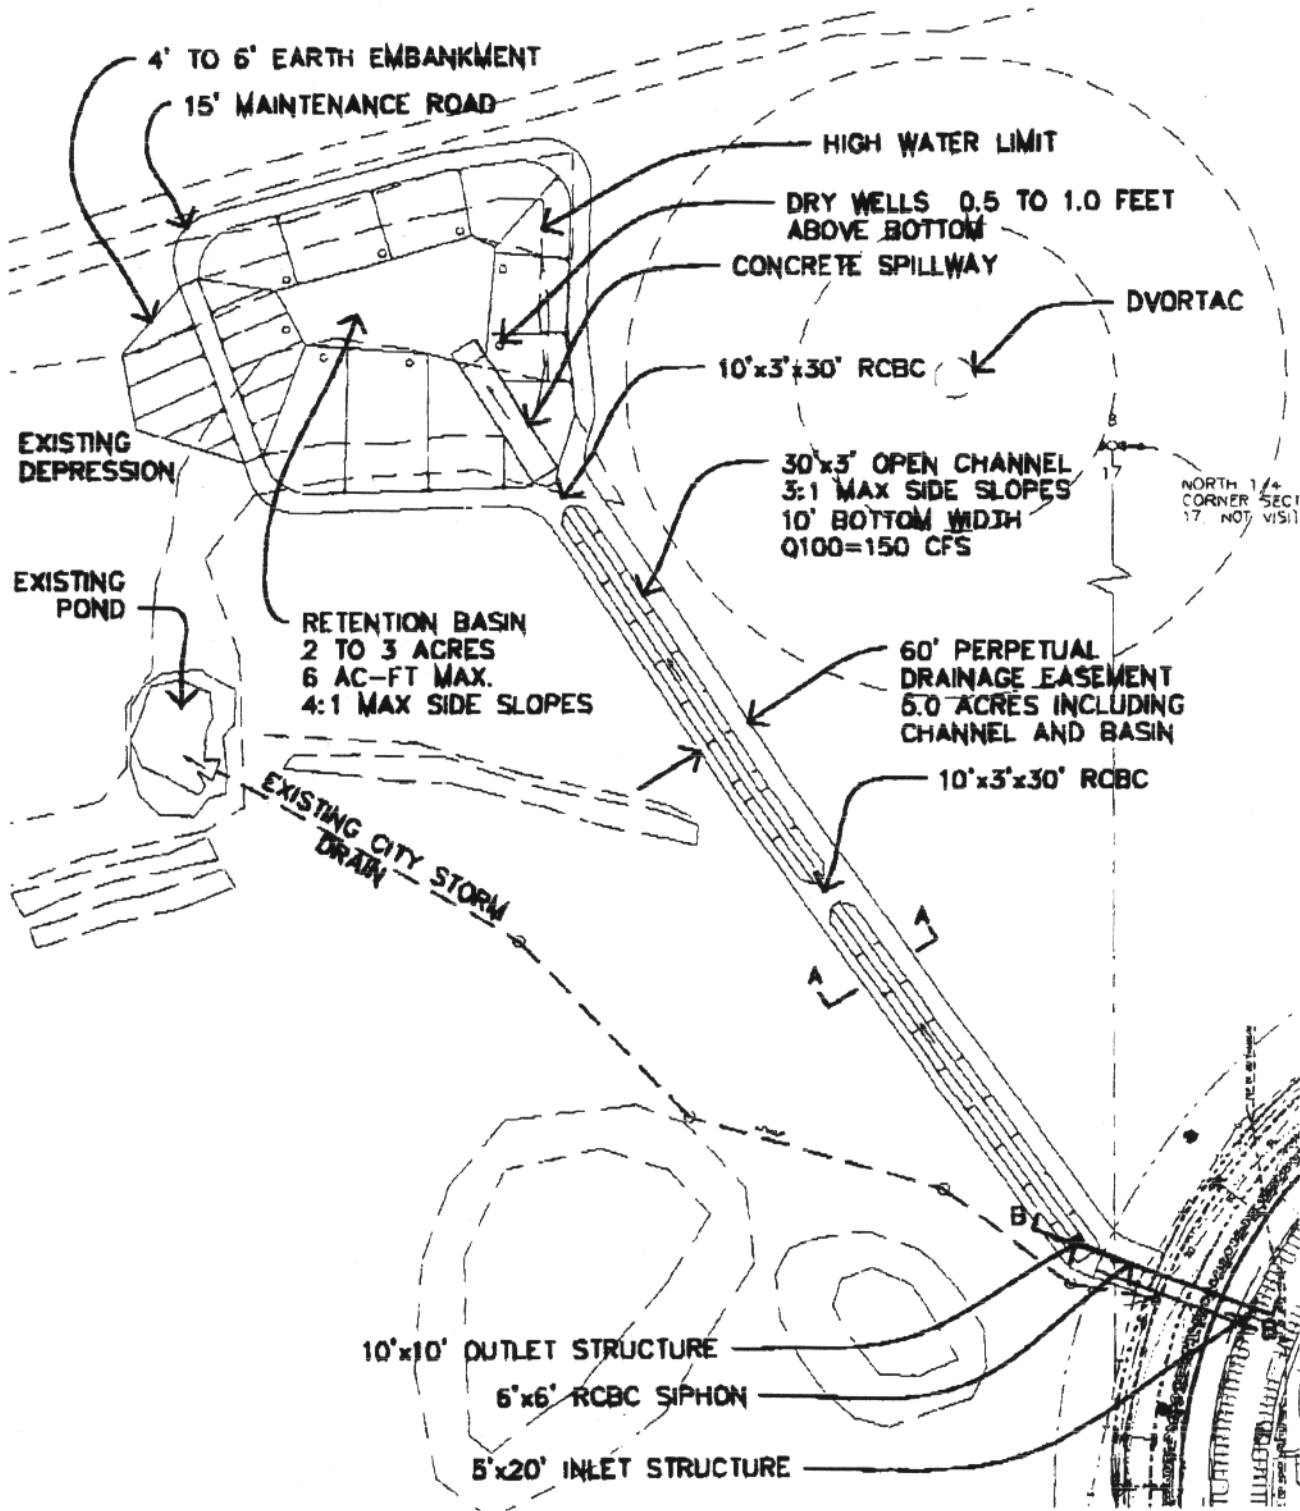 4' TO 6' EARTH EMBANKMENT
15' MAINTENANCE ROAD
HIGH WATER LIMIT
DRY WELLS 0.5 TO 1.0 FEET
ABOVE BOTTOM
CONCRETE SPILLWAY
DVORTAC
10'x3'x30' RCBC
EXISTING
DEPRESSION
30'x3' OPEN CHANNEL
3:1 MAX SIDE SLOPES
10' BOTTOM WIDTH
Q100=150 CFS
8
17
NORTH 1/4
CORNER SECT
17, NOT VISI
EXISTING
POND
RETENTION BASIN
2 TO 3 ACRES
6 AC-FT MAX.
4:1 MAX SIDE SLOPES
60' PERPETUAL
DRAINAGE EASEMENT
5.0 ACRES INCLUDING
CHANNEL AND BASIN
10'x3'x30' RCBC
EXISTING CITY STORM
DRAIN
A
A
B
B
10'x10' OUTLET STRUCTURE
6'x6' RCBC SIPHON
5'x20' INLET STRUCTURE